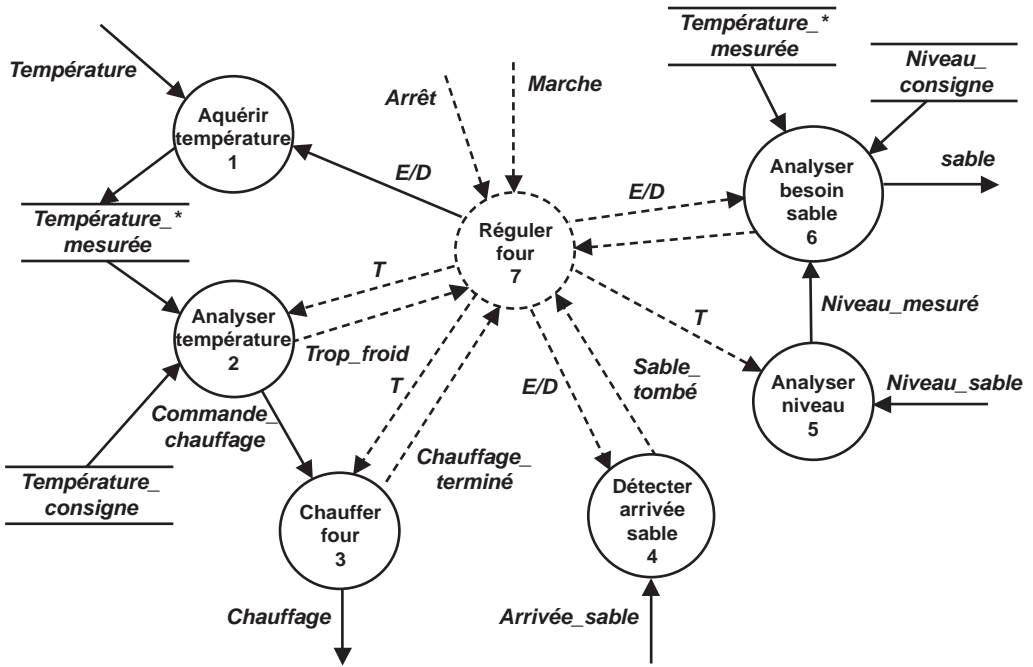 Température
Aquérir
température
1
Température_*
mesurée
Analyser
température
2
Température_
consigne
Commande_
chauffage
Chauffer
four
3
Chauffage
Arrêt
Marche
E/D
Réguler
four
7
T
Trop_froid
T
Chauffage_
terminé
E/D
Sable_
tombé
Détecter
arrivée
sable
4
Arrivée_sable
T
E/D
Température_*
mesurée
Niveau_
consigne
Analyser
besoin
sable
6
sable
Niveau_mesuré
Analyser
niveau
5
Niveau_sable